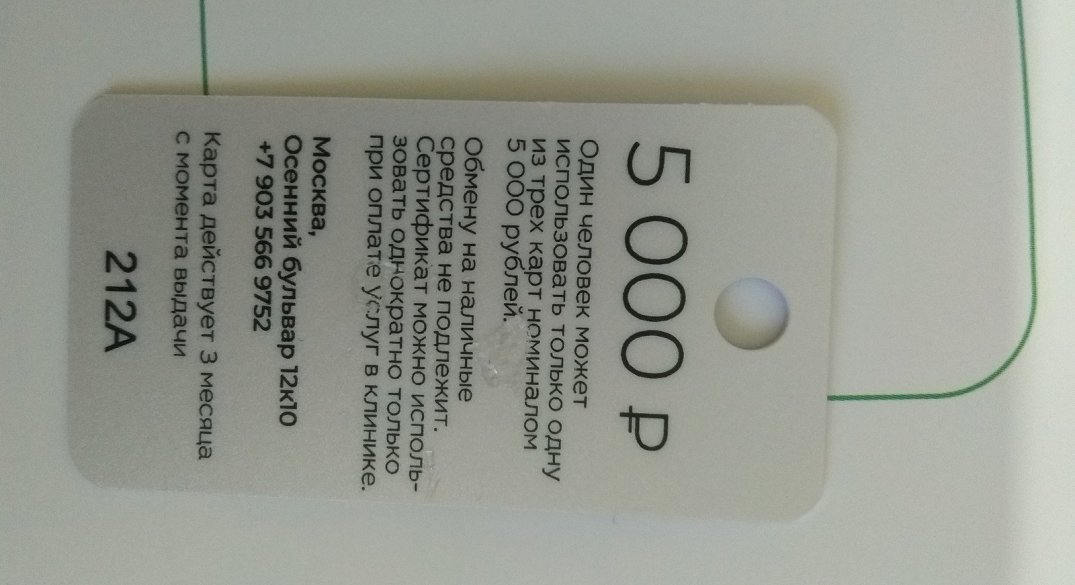 5 000 ₽
Один человек может
использовать только одну
из трех карт номиналом
5 000 рублей.
Обмену на наличные
средства не подлежит.
Сертификат можно исполь-
зовать однократно только
при оплате услуг в клинике.
Москва,
Осенний бульвар 12к10
+7 903 566 9752
Карта действует 3 месяца
с момента выдачи
212А